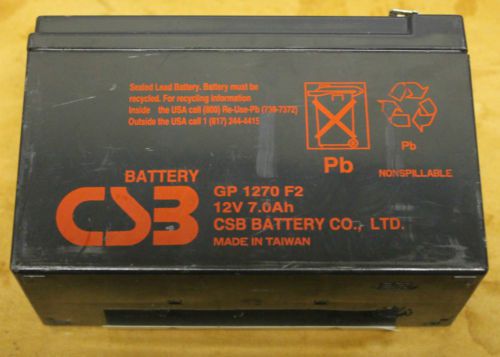 Sealed Lead Battery. Battery must be
recycled. For recycling information
Inside the USA call (800) Re-Use-Pb (738-7372)
Outside the USA call 1 (817) 244-4415
Pb
Pb
NONSPILLABLE
BATTERY
CSB
GP 1270 F2
12V 7.0Ah
CSB BATTERY CO., LTD.
MADE IN TAIWAN